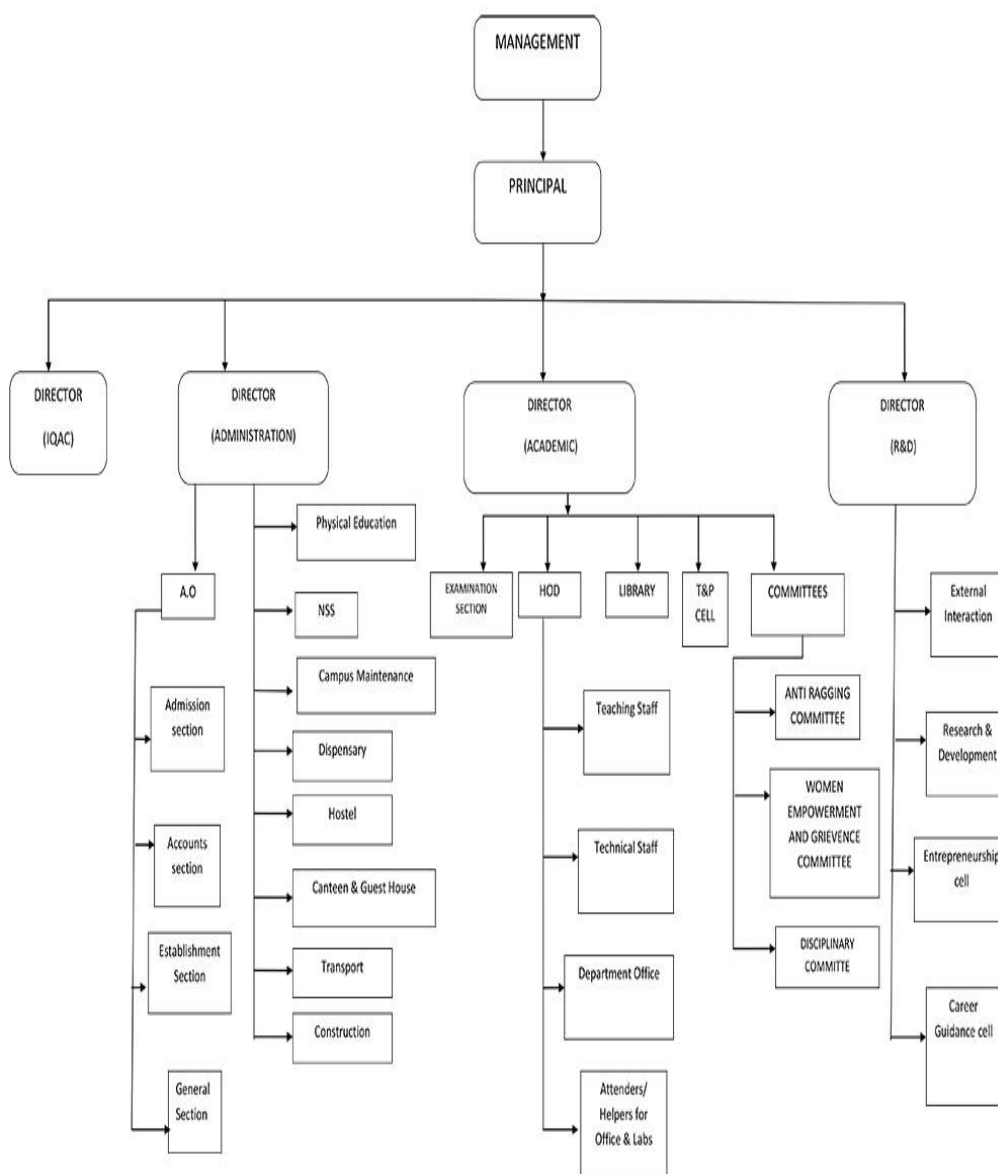 MANAGEMENT
PRINCIPAL
DIRECTOR
(IQAC)
DIRECTOR
(ADMINISTRATION)
DIRECTOR
(ACADEMIC)
DIRECTOR
(R&D)
A.O
Admission
section
Accounts
section
Establishment
Section
General
Section
Physical Education
NSS
Campus Maintenance
Dispensary
Hostel
Canteen & Guest House
Transport
Construction
EXAMINATION
SECTION
HOD
LIBRARY
T&P
CELL
COMMITTEES
Teaching Staff
Technical Staff
Department Office
Attenders/
Helpers for
Office & Labs
ANTI RAGGING
COMMITTEE
WOMEN
EMPOWERMENT
AND GRIEVENCE
COMMITTEE
DISCIPLINARY
COMMITTE
External
Interaction
Research &
Development
Entrepreneurship
cell
Career
Guidance cell